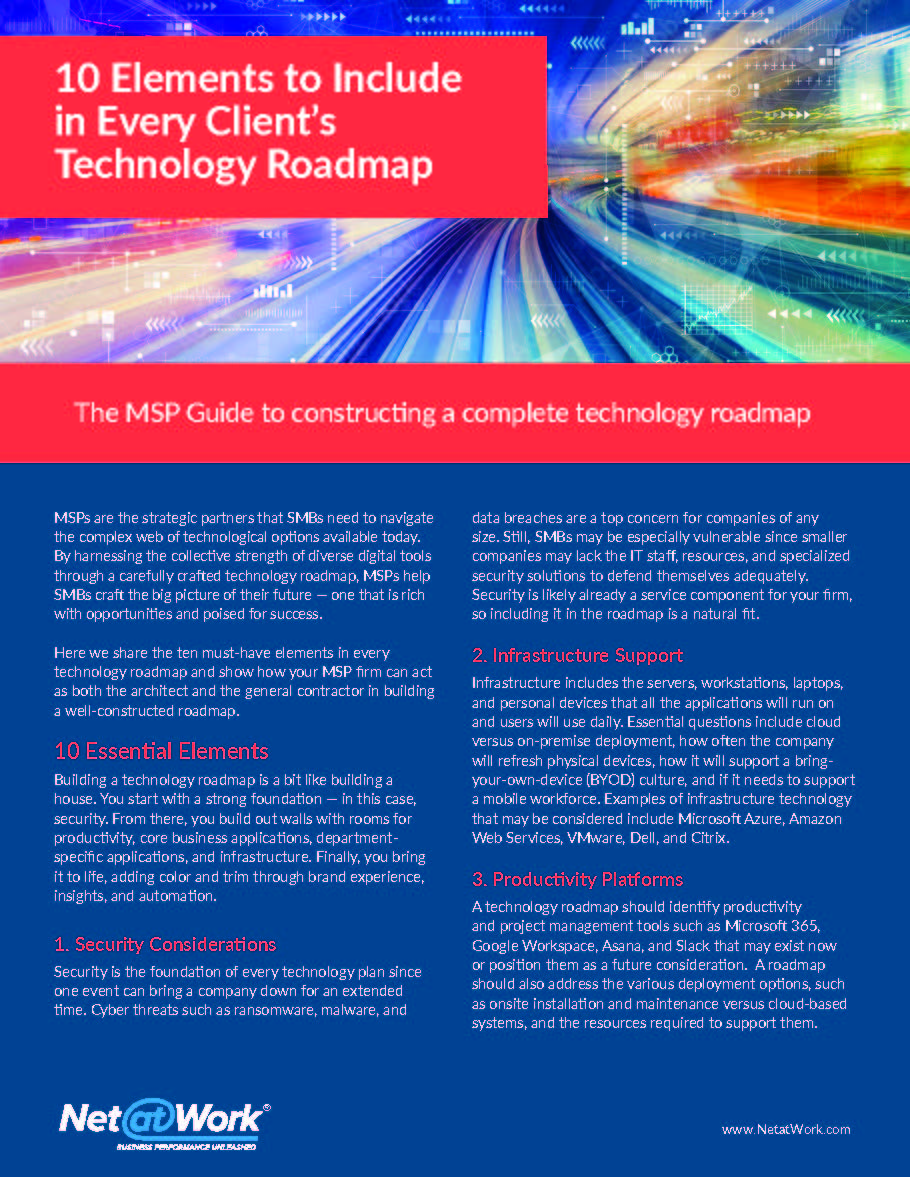 10 Elements to Include
in Every Client's
Technology Roadmap
The MSP Guide to constructing a complete technology roadmap
MSPs are the strategic partners that SMBs need to navigate
the complex web of technological options available today.
By harnessing the collective strength of diverse digital tools
through a carefully crafted technology roadmap, MSPs help
SMBs craft the big picture of their future — one that is rich
with opportunities and poised for success.
Here we share the ten must-have elements in every
technology roadmap and show how your MSP firm can act
as both the architect and the general contractor in building
a well-constructed roadmap.
10 Essential Elements
Building a technology roadmap is a bit like building a
house. You start with a strong foundation — in this case,
security. From there, you build out walls with rooms for
productivity, core business applications, department-
specific applications, and infrastructure. Finally, you bring
it to life, adding color and trim through brand experience,
insights, and automation.
1. Security Considerations
Security is the foundation of every technology plan since
one event can bring a company down for an extended
time. Cyber threats such as ransomware, malware, and
data breaches are a top concern for companies of any
size. Still, SMBs may be especially vulnerable since smaller
companies may lack the IT staff, resources, and specialized
security solutions to defend themselves adequately.
Security is likely already a service component for your firm,
so including it in the roadmap is a natural fit.
2. Infrastructure Support
Infrastructure includes the servers, workstations, laptops,
and personal devices that all the applications will run on
and users will use daily. Essential questions include cloud
versus on-premise deployment, how often the company
will refresh physical devices, how it will support a bring-
your-own-device (BYOD) culture, and if it needs to support
a mobile workforce. Examples of infrastructure technology
that may be considered include Microsoft Azure, Amazon
Web Services, VMware, Dell, and Citrix.
3. Productivity Platforms
A technology roadmap should identify productivity
and project management tools such as Microsoft 365,
Google Workspace, Asana, and Slack that may exist now
or position them as a future consideration. A roadmap
should also address the various deployment options, such
as onsite installation and maintenance versus cloud-based
systems, and the resources required to support them.
Net at Work®
BUSINESS PERFORMANCE UNLEASHED
www.NetatWork.com